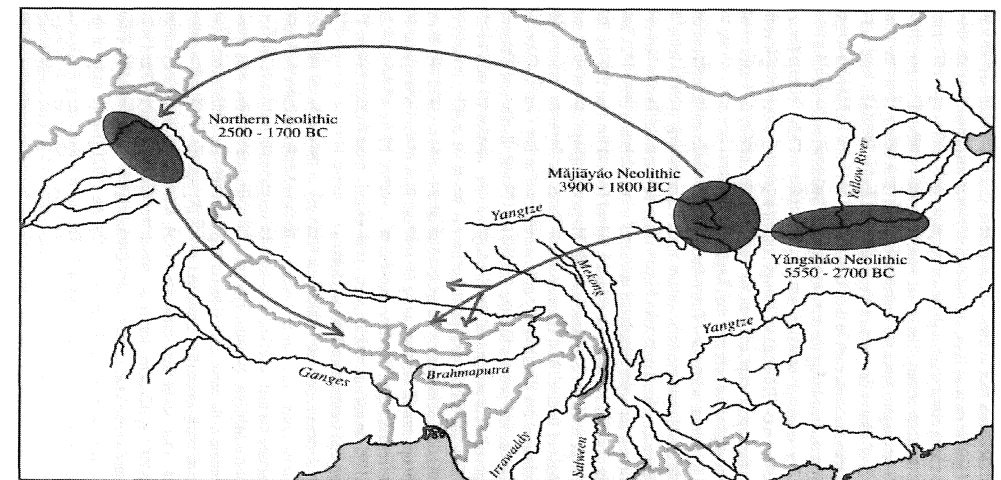 Northern Neolithic
2500 - 1700 BC
Mǎjiāyáo Neolithic
3900 - 1800 BC
Yellow River
Yǎngsháo Neolithic
5550 - 2700 BC
Yangtze
Mekong
Yangtze
Ganges
Brahmaputra
Irrawaddy
Salween